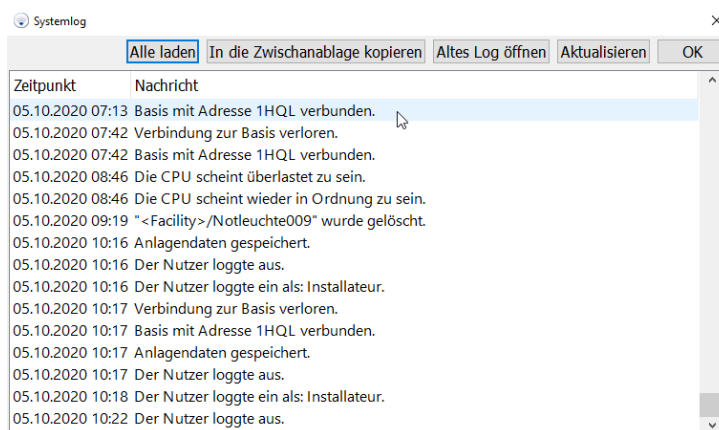 Systemlog
Alle laden In die Zwischanablage kopieren Altes Log öffnen Aktualisieren OK
Zeitpunkt Nachricht
05.10.2020 07:13 Basis mit Adresse 1HQL verbunden.
05.10.2020 07:42 Verbindung zur Basis verloren.
05.10.2020 07:42 Basis mit Adresse 1HQL verbunden.
05.10.2020 08:46 Die CPU scheint überlastet zu sein.
05.10.2020 08:46 Die CPU scheint wieder in Ordnung zu sein.
05.10.2020 09:19 "<Facility>/Notleuchte009" wurde gelöscht.
05.10.2020 10:16 Anlagendaten gespeichert.
05.10.2020 10:16 Der Nutzer loggte aus.
05.10.2020 10:16 Der Nutzer loggte ein als: Installateur.
05.10.2020 10:17 Verbindung zur Basis verloren.
05.10.2020 10:17 Basis mit Adresse 1HQL verbunden.
05.10.2020 10:17 Anlagendaten gespeichert.
05.10.2020 10:17 Der Nutzer loggte aus.
05.10.2020 10:18 Der Nutzer loggte ein als: Installateur.
05.10.2020 10:22 Der Nutzer loggte aus.